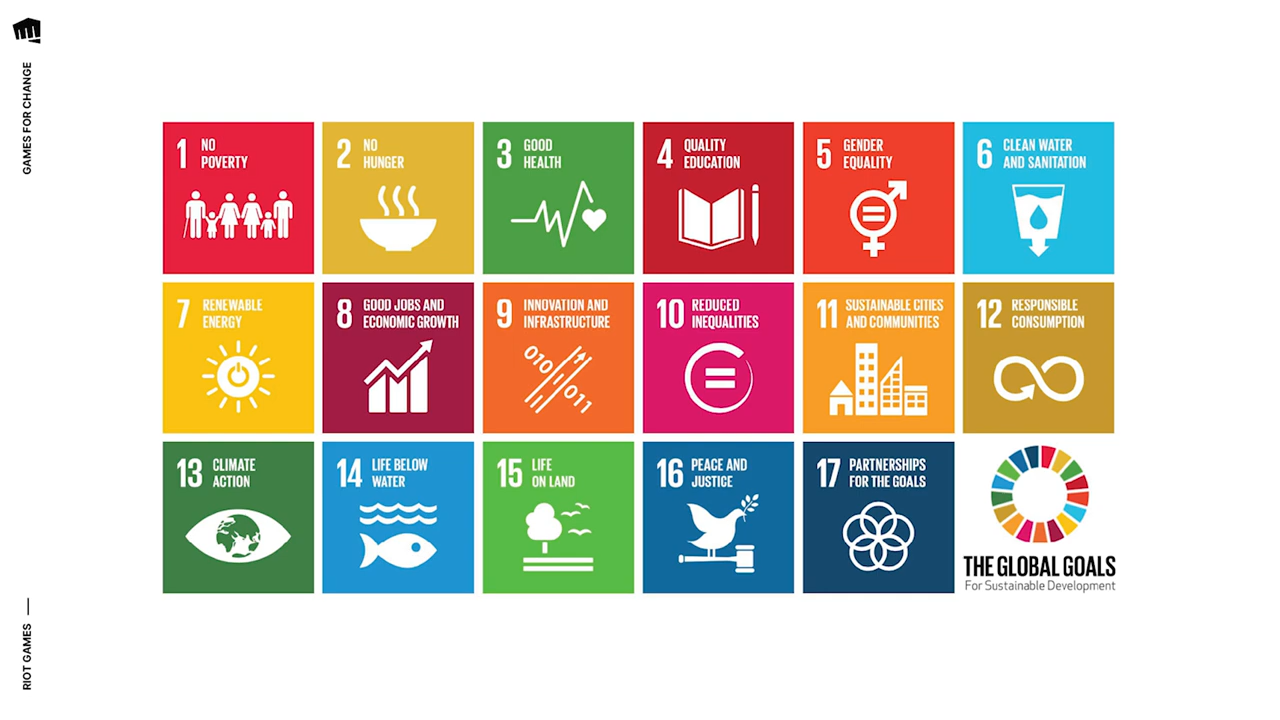 GAMES FOR CHANGE
RIOT GAMES
1 NO
POVERTY
2 NO
HUNGER
3 GOOD
HEALTH
4 QUALITY
EDUCATION
5 GENDER
EQUALITY
6 CLEAN WATER
AND SANITATION
7 RENEWABLE
ENERGY
8 GOOD JOBS AND
ECONOMIC GROWTH
9 INNOVATION AND
INFRASTRUCTURE
010
011
10 REDUCED
INEQUALITIES
11 SUSTAINABLE CITIES
AND COMMUNITIES
12 RESPONSIBLE
CONSUMPTION
13 CLIMATE
ACTION
14 LIFE BELOW
WATER
15 LIFE
ON LAND
16 PEACE AND
JUSTICE
17 PARTNERSHIPS
FOR THE GOALS
THE GLOBAL GOALS
For Sustainable Development